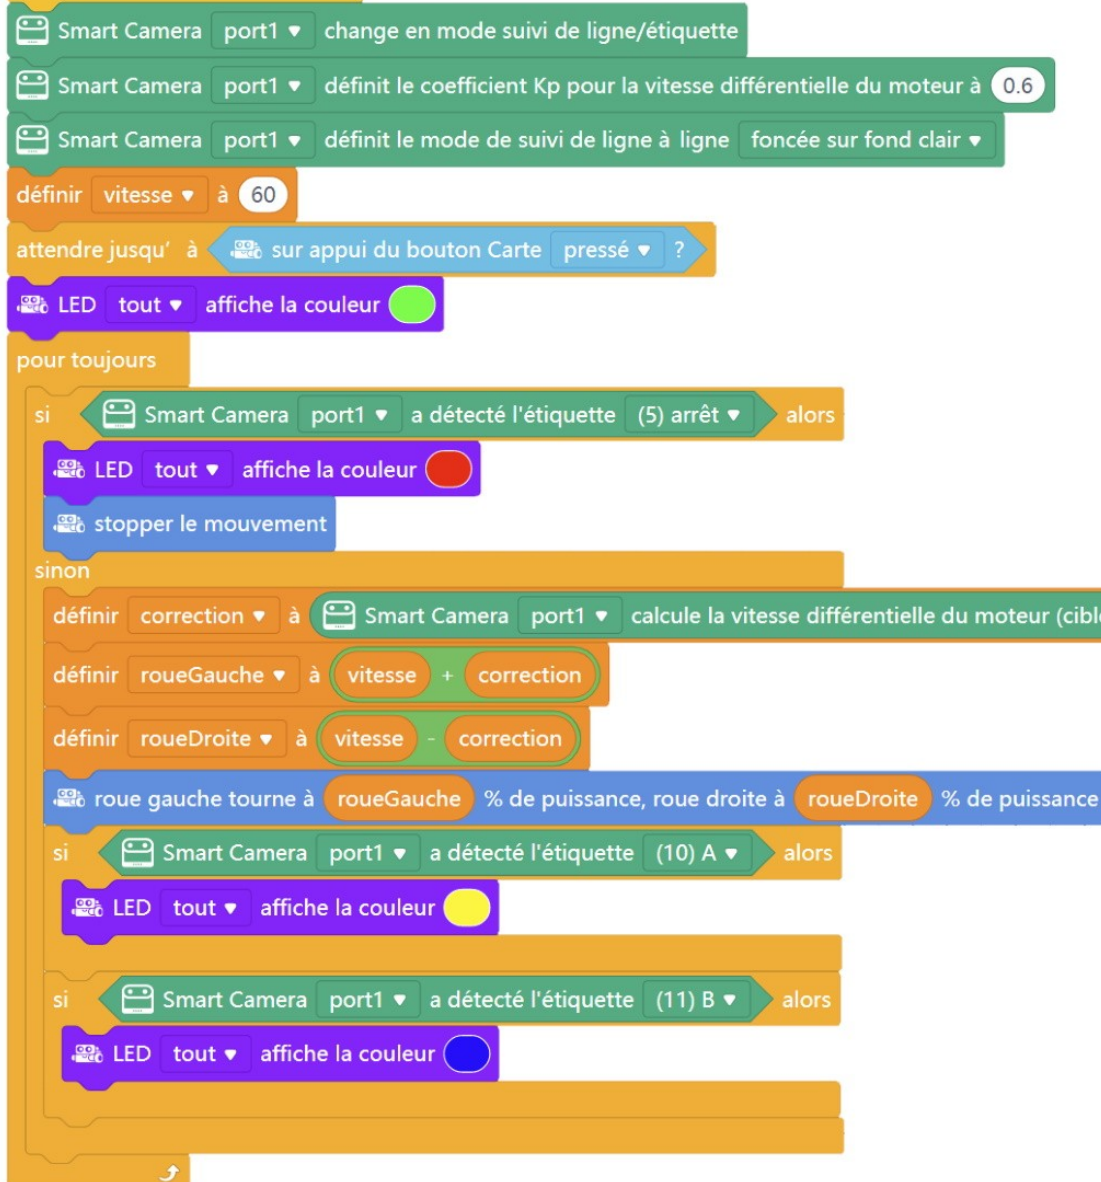 Smart Camera port1 change en mode suivi de ligne/étiquette
Smart Camera port1 définit le coefficient Kp pour la vitesse différentielle du moteur à 0.6
Smart Camera port1 définit le mode de suivi de ligne à ligne foncée sur fond clair
définir vitesse à 60
attendre jusqu' à sur appui du bouton Carte pressé ?
LED tout affiche la couleur
pour toujours
si Smart Camera port1 a détecté l'étiquette (5) arrêt alors
LED tout affiche la couleur
stopper le mouvement
sinon
définir correction à Smart Camera port1 calcule la vitesse différentielle du moteur (cible
définir roueGauche à vitesse + correction
définir roueDroite à vitesse - correction
roue gauche tourne à roueGauche % de puissance, roue droite à roueDroite % de puissance
si Smart Camera port1 a détecté l'étiquette (10) A alors
LED tout affiche la couleur
si Smart Camera port1 a détecté l'étiquette (11) B alors
LED tout affiche la couleur